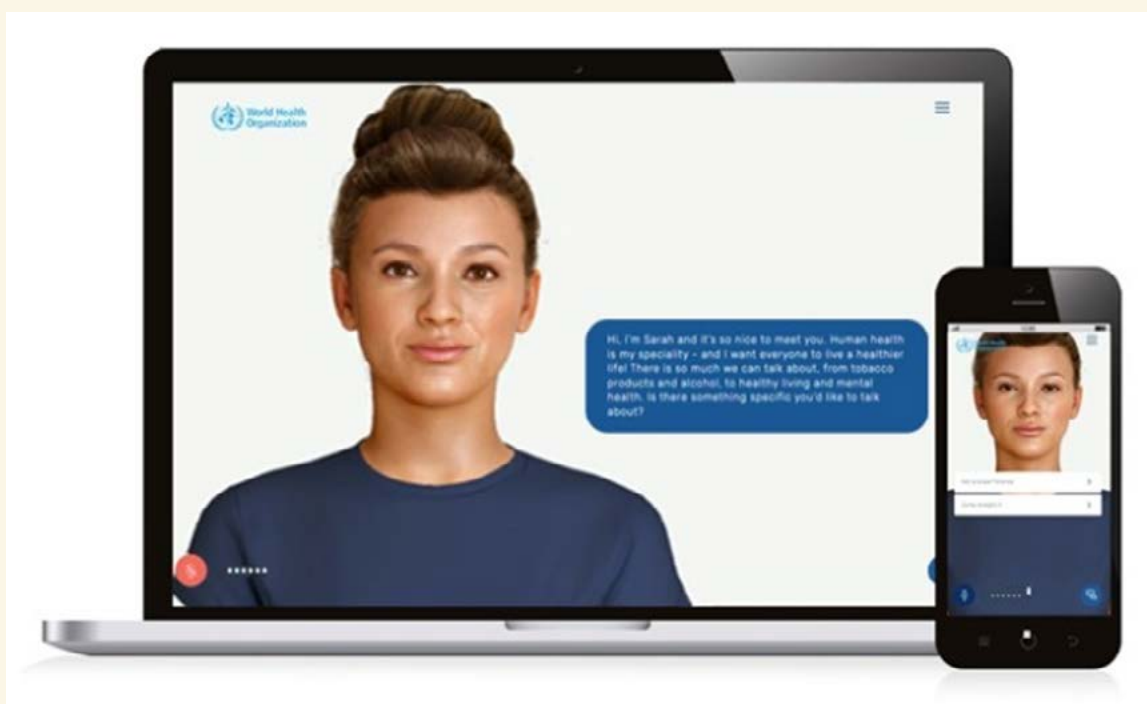 World Health
Organization
Hi, I'm Sarah and it's so nice to meet you. Human health
is my speciality - and I want everyone to live a healthier
life! There is so much we can talk about, from tobacco
products and alcohol, to healthy living and mental
health. Is there something specific you'd like to talk
about?